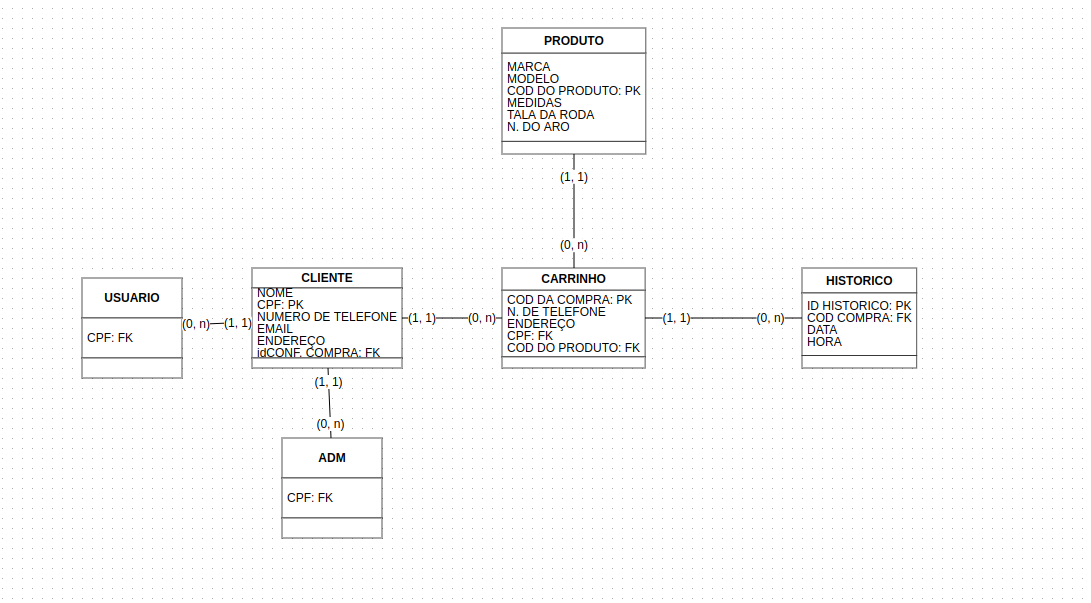 PRODUTO
MARCA
MODELO
COD DO PRODUTO: PK
MEDIDAS
TALA DA RODA
N. DO ARO
(1, 1)
(0, n)
USUARIO
CPF: FK
(0, n)
(1, 1)
CLIENTE
NOME
CPF: PK
NUMERO DE TELEFONE
EMAIL
ENDEREÇO
idCONF. COMPRA: FK
(1, 1)
(0, n)
CARRINHO
COD DA COMPRA: PK
N. DE TELEFONE
ENDEREÇO
CPF: FK
COD DO PRODUTO: FK
(1, 1)
(0, n)
HISTORICO
ID HISTORICO: PK
COD COMPRA: FK
DATA
HORA
(1, 1)
(0, n)
ADM
CPF: FK